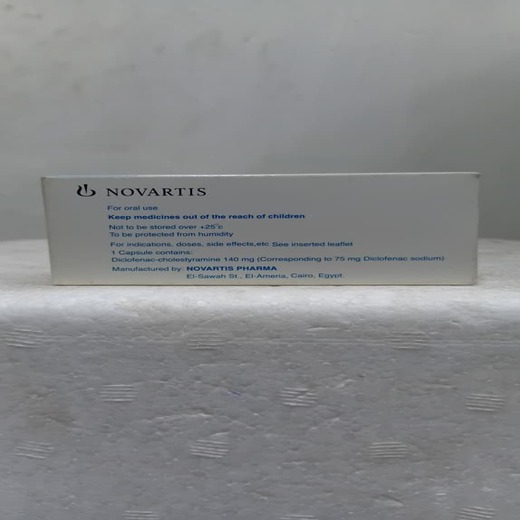 NOVARTIS
For oral use
Keep medicines out of the reach of children
Not to be stored over +25°c
To be protected from humidity
For indications, doses, side effects,etc See inserted leaflet
1 Capsule contains:
Diclofenac-cholestyramine 140 mg (Corresponding to 75 mg Diclofenac sodium)
Manufactured by: NOVARTIS PHARMA
El-Sawah St., El-Ameria, Cairo, Egypt.